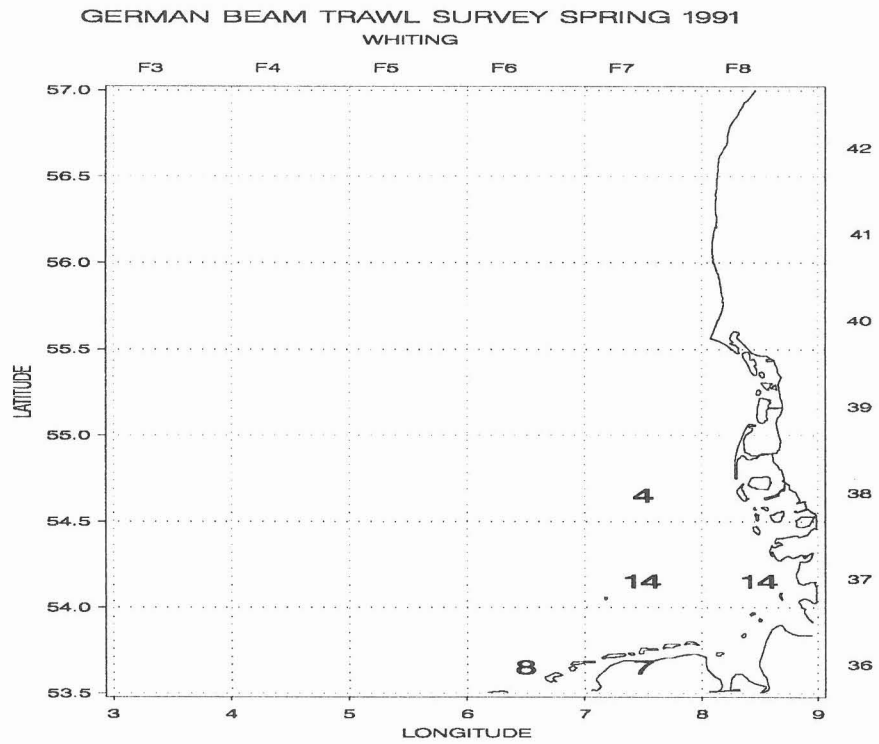 GERMAN BEAM TRAWL SURVEY SPRING 1991
WHITING
F3 F4 F5 F6 F7 F8
57.0
42
56.5
41
56.0
40
55.5
39
55.0
4 38
54.5
14 14 37
54.0
8 7 36
53.5
3 4 5 6 7 8 9
LATITUDE
LONGITUDE